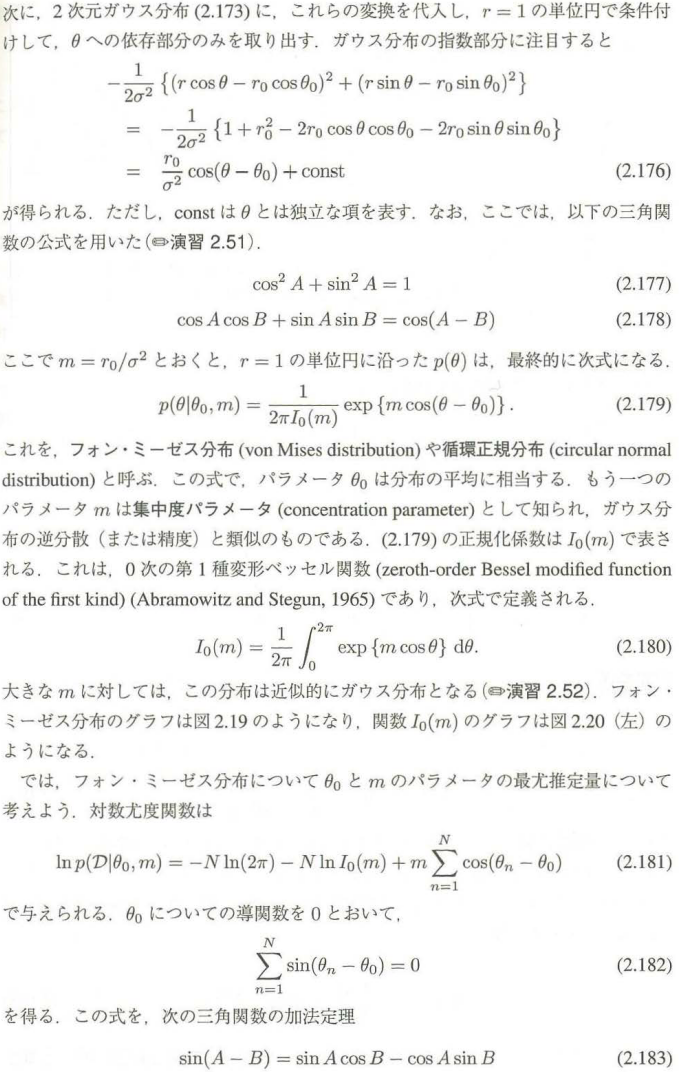 次に，2 次元ガウス分布 (2.173) に，これらの変換を代入し，r = 1 の単位円で条件付
けして，θ への依存部分のみを取り出す．ガウス分布の指数部分に注目すると
−\frac{1}{2σ^2} {(r cos θ − r_0 cos θ_0)^2 + (r sin θ − r_0 sin θ_0)^2}
= −\frac{1}{2σ^2} {1 + r_0^2 − 2r_0 cos θ cos θ_0 − 2r_0 sin θ sin θ_0}
= \frac{r_0}{σ^2} cos(θ − θ_0) + const (2.176)
が得られる．ただし，const は θ とは独立な項を表す．なお，ここでは，以下の三角関
数の公式を用いた (✏演習 2.51)．
cos^2 A + sin^2 A = 1 (2.177)
cos A cos B + sin A sin B = cos(A − B) (2.178)
ここで m = r_0/σ^2 とおくと，r = 1 の単位円に沿った p(θ) は，最終的に次式になる．
p(θ|θ_0, m) = \frac{1}{2πI_0(m)} exp {m cos(θ − θ_0)} . (2.179)
これを，フォン・ミーゼス分布 (von Mises distribution) や循環正規分布 (circular normal
distribution) と呼ぶ．この式で，パラメータ θ_0 は分布の平均に相当する．もう一つの
パラメータ m は集中度パラメータ (concentration parameter) として知られ，ガウス分
布の逆分散（または精度）と類似のものである．(2.179) の正規化係数は I_0(m) で表さ
れる．これは，0 次の第 1 種変形ベッセル関数 (zeroth-order Bessel modified function
of the first kind) (Abramowitz and Stegun, 1965) であり，次式で定義される．
I_0(m) = \frac{1}{2π} ∫_0^{2π} exp {m cos θ} dθ. (2.180)
大きな m に対しては，この分布は近似的にガウス分布となる (✏演習 2.52)．フォン・
ミーゼス分布のグラフは図 2.19 のようになり，関数 I_0(m) のグラフは図 2.20（左）の
ようになる．
では，フォン・ミーゼス分布について θ_0 と m のパラメータの最尤推定量について
考えよう．対数尤度関数は
ln p(D|θ_0, m) = −N ln(2π) − N ln I_0(m) + m ∑_{n=1}^{N} cos(θ_n − θ_0) (2.181)
で与えられる．θ_0 についての導関数を 0 とおいて，
∑_{n=1}^{N} sin(θ_n − θ_0) = 0 (2.182)
を得る．この式を，次の三角関数の加法定理
sin(A − B) = sin A cos B − cos A sin B (2.183)